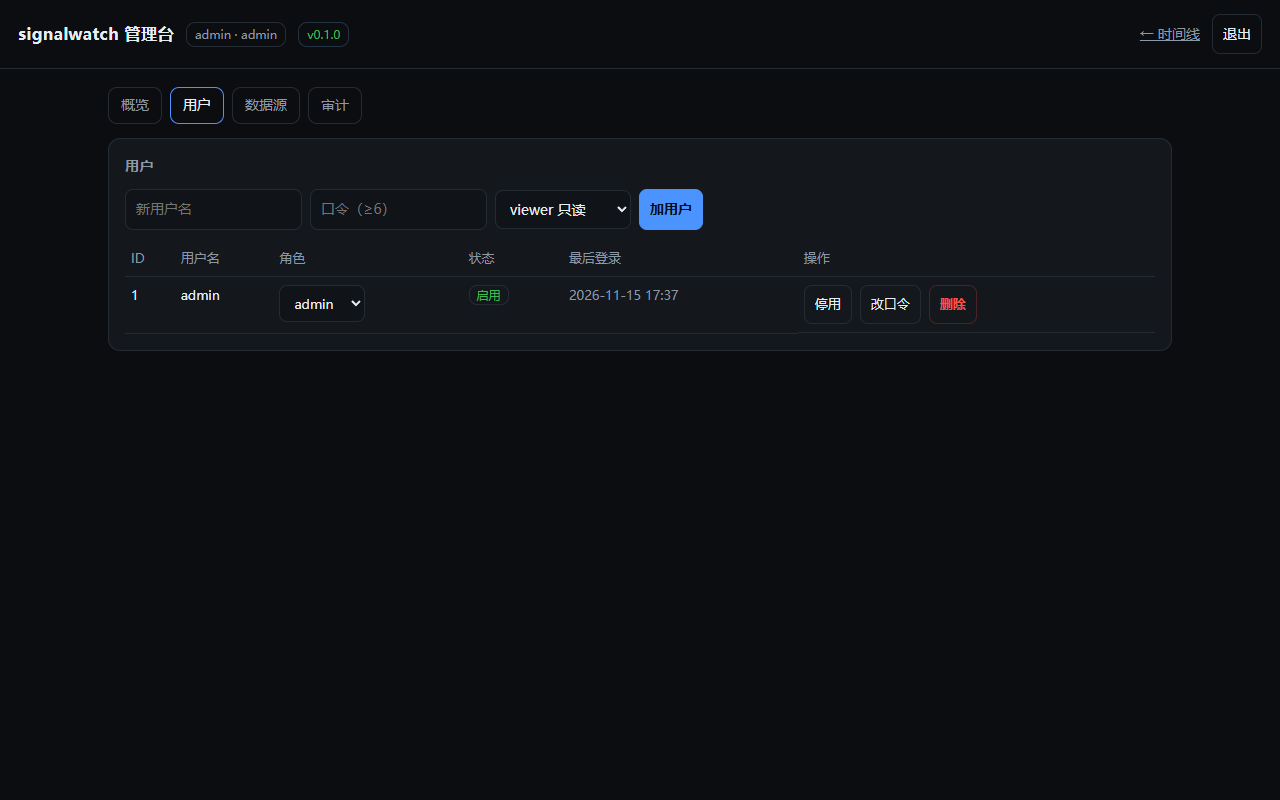 signalwatch 管理台 admin · admin v0.1.0 ← 时间线 退出
概览 用户 数据源 审计
用户
新用户名 口令（≥6） viewer 只读 加用户
ID 用户名 角色 状态 最后登录 操作
1 admin admin 启用 2026-11-15 17:37 停用 改口令 删除